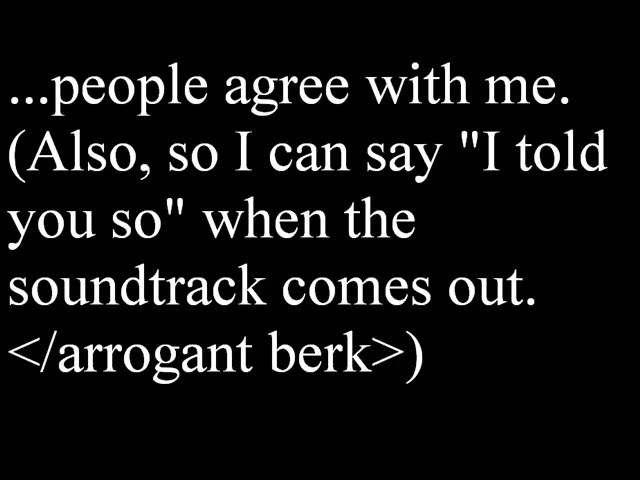 ...people agree with me.
(Also, so I can say "I told
you so" when the
soundtrack comes out.
</arrogant berk>)